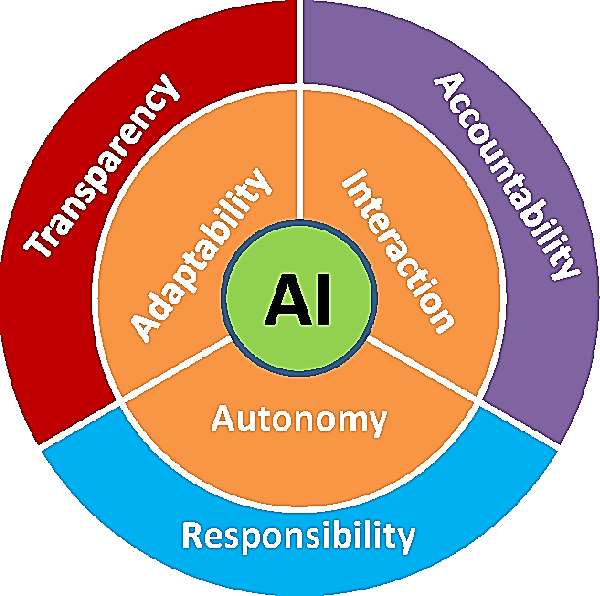 Transparency
Accountability
Adaptability
Interaction
AI
Autonomy
Responsibility